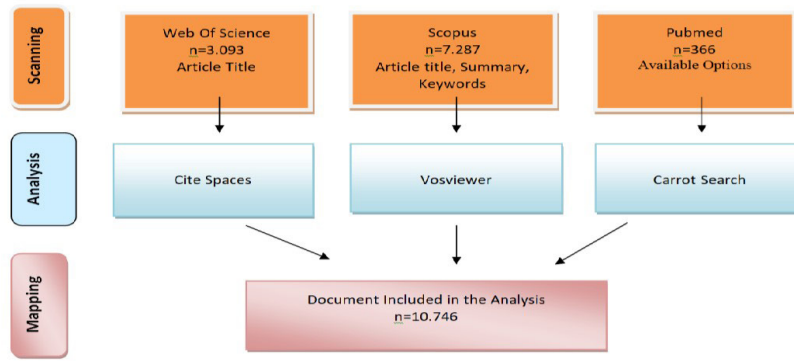 Scanning
Web Of Science
n=3.093
Article Title
Scopus
n=7.287
Article title, Summary,
Keywords
Pubmed
n=366
Available Options
Analysis
Cite Spaces
Vosviewer
Carrot Search
Mapping
Document Included in the Analysis
n=10.746